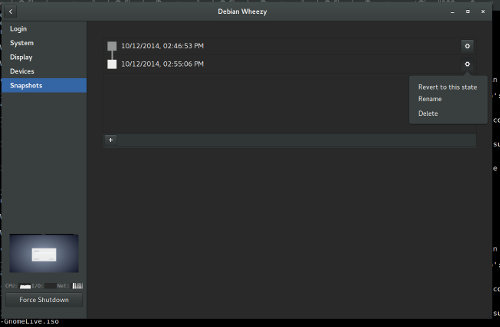 Debian Wheezy
Login
System
Display
Devices
Snapshots
10/12/2014, 02:46:53 PM
10/12/2014, 02:55:06 PM
Revert to this state
Rename
Delete
+
CPU: I/O: Net:
Force Shutdown
-GnomeLive.iso